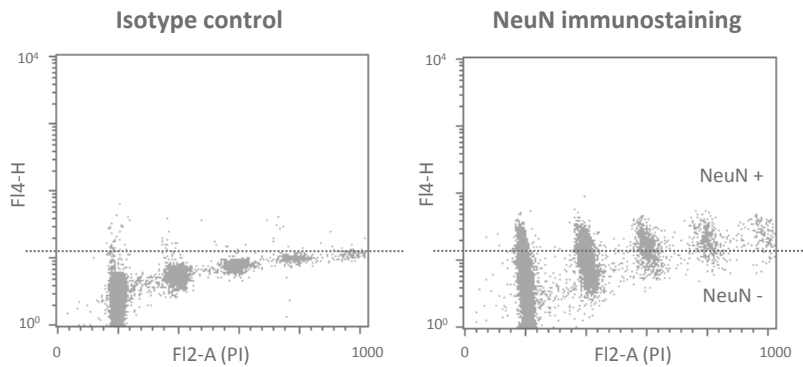 Isotype control
NeuN immunostaining
10⁴
Fl4-H
10⁰
0
Fl2-A (PI)
1000
10⁴
Fl4-H
NeuN +
NeuN -
10⁰
0
Fl2-A (PI)
1000